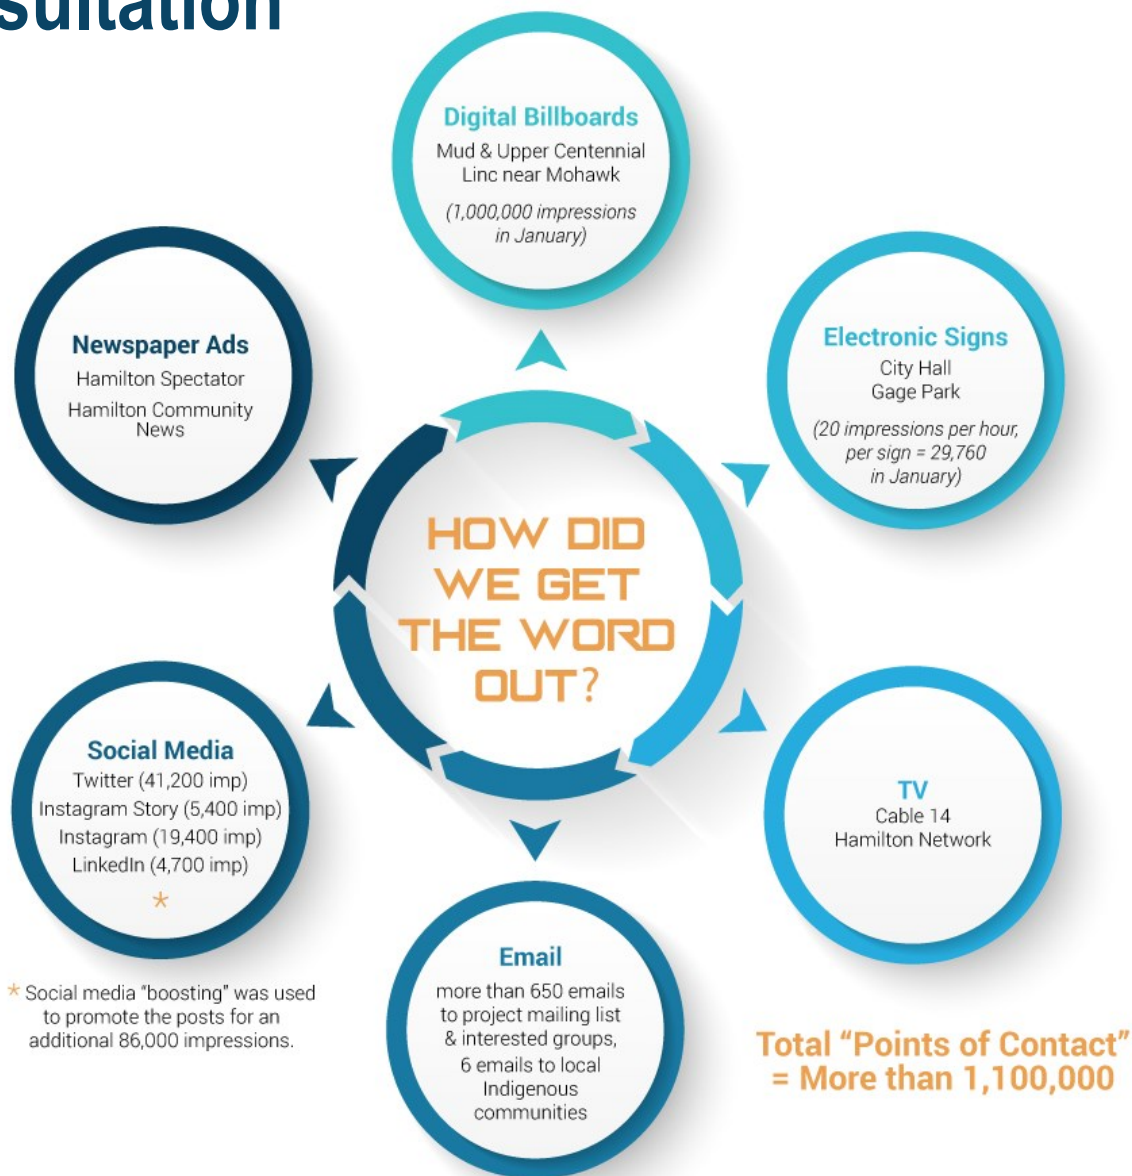 sultation
Digital Billboards
Mud & Upper Centennial
Linc near Mohawk
(1,000,000 impressions
in January)
Newspaper Ads
Hamilton Spectator
Hamilton Community
News
Electronic Signs
City Hall
Gage Park
(20 impressions per hour,
per sign = 29,760
in January)
HOW DID
WE GET
THE WORD
OUT?
Social Media
Twitter (41,200 imp)
Instagram Story (5,400 imp)
Instagram (19,400 imp)
LinkedIn (4,700 imp)
*
TV
Cable 14
Hamilton Network
Email
more than 650 emails
to project mailing list
& interested groups,
6 emails to local
Indigenous
communities
* Social media “boosting” was used
to promote the posts for an
additional 86,000 impressions.
Total “Points of Contact”
= More than 1,100,000